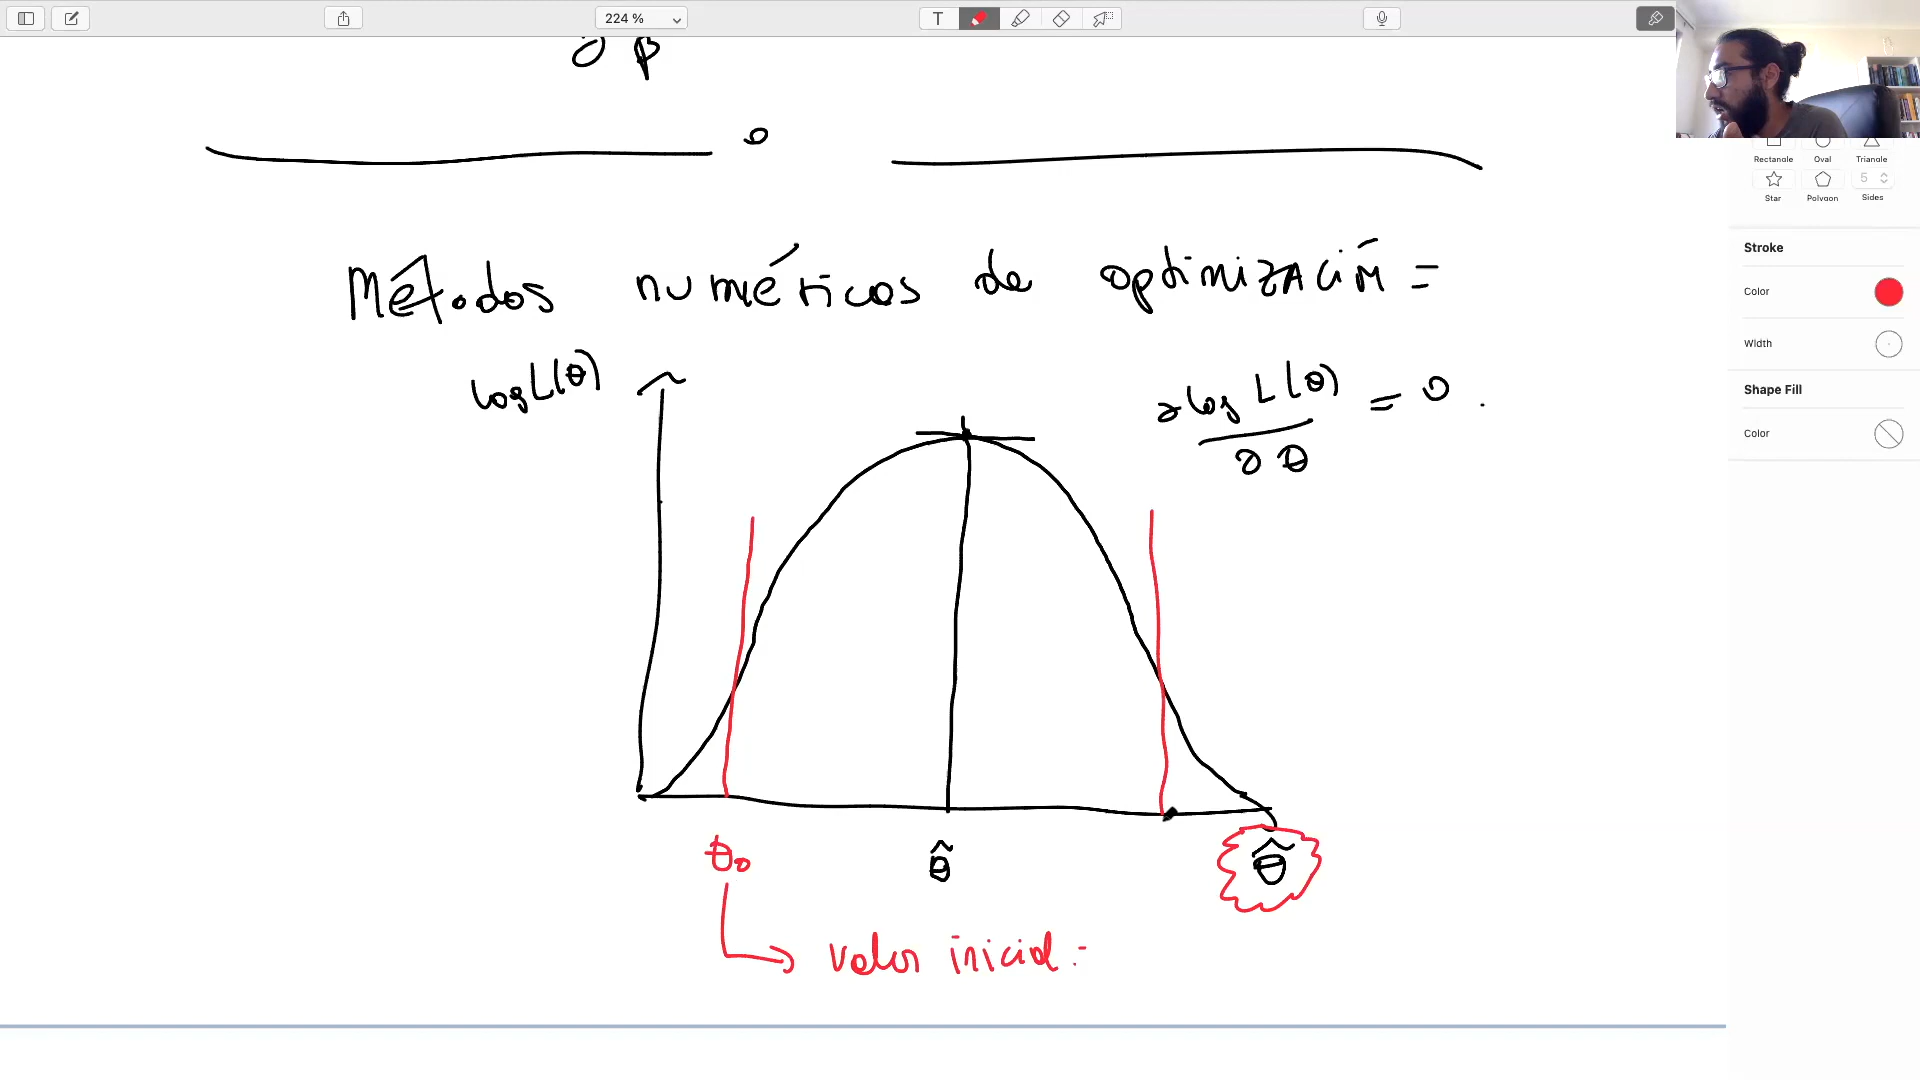 224 %
T
∂ β
Rectangle Oval Triangle
5
Star Polygon Sides
Stroke
Color
Width
Shape Fill
Color
Métodos numéricos de optimización =
log L(θ)
∂ log L(θ) / ∂ θ = 0 .
θ₀
θ̂
θ̂
valor inicial :